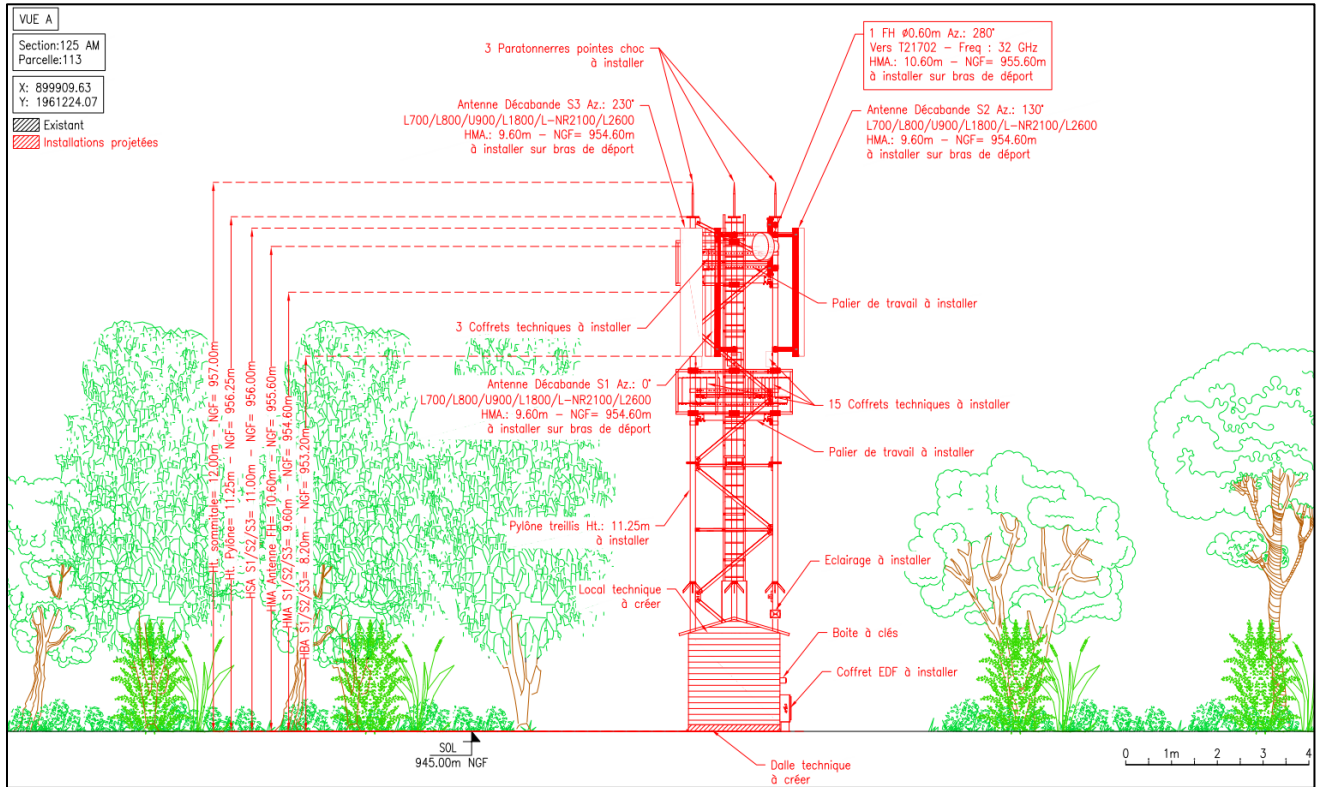 VUE A
Section:125 AM
Parcelle:113
X: 899909.63
Y: 1961224.07
Existant
Installations projetées
3 Paratonnerres pointes choc
à installer
1 FH ø0.60m Az.: 280°
Vers T21702 – Freq : 32 GHz
HMA.: 10.60m – NGF= 955.60m
à installer sur bras de déport
Antenne Décabande S3 Az.: 230°
L700/L800/U900/L1800/L–NR2100/L2600
HMA.: 9.60m – NGF= 954.60m
à installer sur bras de déport
Antenne Décabande S2 Az.: 130°
L700/L800/U900/L1800/L–NR2100/L2600
HMA.: 9.60m – NGF= 954.60m
à installer sur bras de déport
Palier de travail à installer
3 Coffrets techniques à installer
Antenne Décabande S1 Az.: 0°
L700/L800/U900/L1800/L–NR2100/L2600
HMA.: 9.60m – NGF= 954.60m
à installer sur bras de déport
15 Coffrets techniques à installer
Palier de travail à installer
Ht. sommitale= 12.00m – NGF= 957.00m
Ht. Pylône= 11.25m – NGF= 956.25m
HSA S1/S2/S3= 11.00m – NGF= 956.00m
HMA Antenne FH= 10.60m – NGF= 955.60m
HMA S1/S2/S3= 9.60m – NGF= 954.60m
HBA S1/S2/S3= 8.20m – NGF= 953.20m
Pylône treillis Ht.: 11.25m
à installer
Eclairage à installer
Local technique
à créer
Boîte à clés
Coffret EDF à installer
SOL
945.00m NGF
Dalle technique
à créer
0 1m 2 3 4